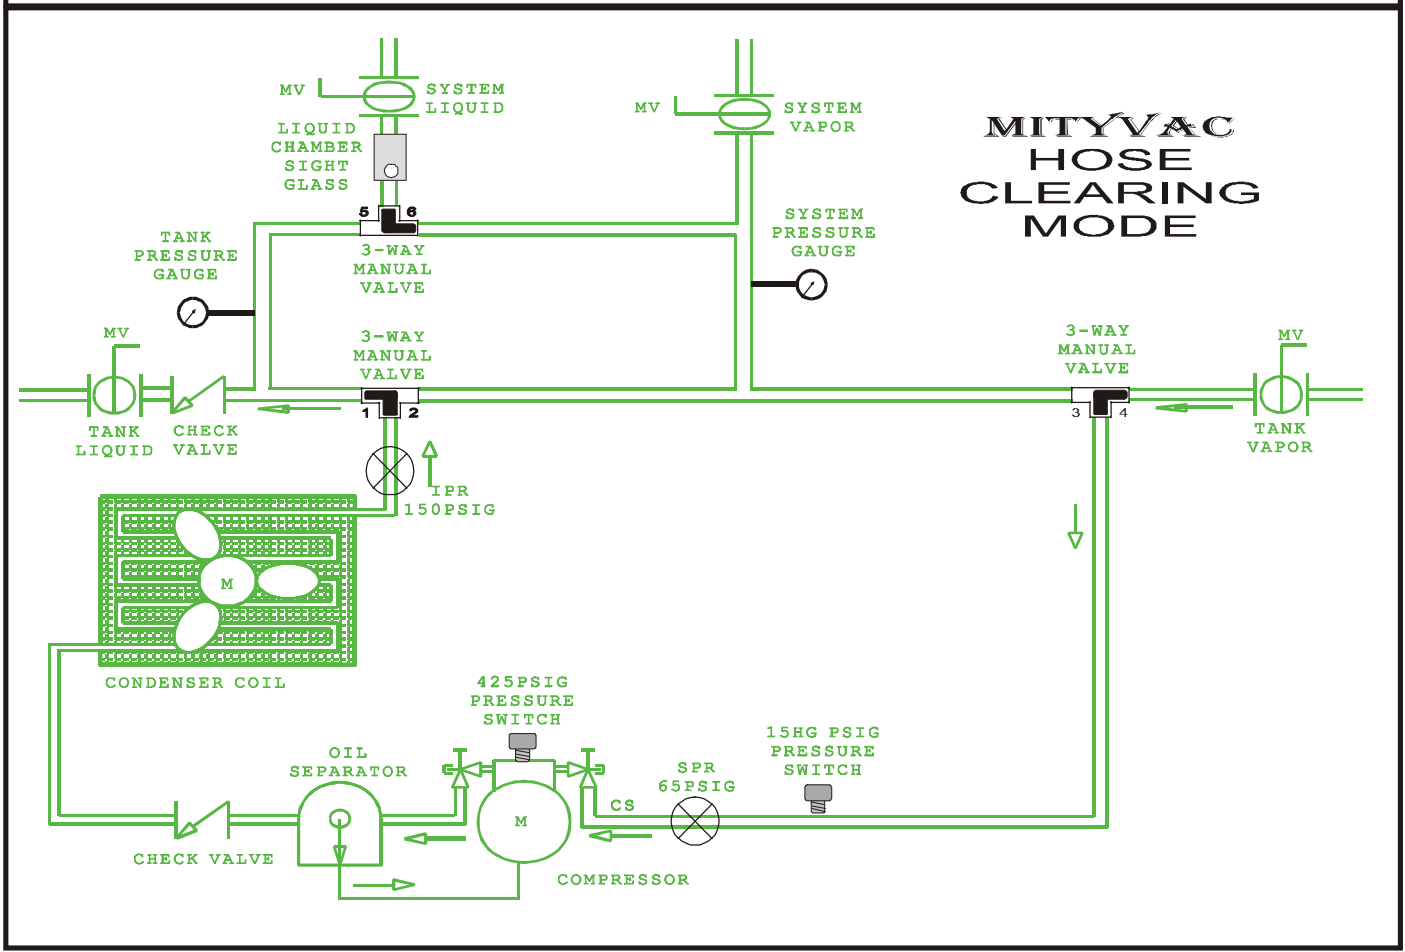 MV
SYSTEM
LIQUID
MV
SYSTEM
VAPOR
MITYVAC
HOSE
CLEARING
MODE
LIQUID
CHAMBER
SIGHT
GLASS
5 6
3-WAY
MANUAL
VALVE
SYSTEM
PRESSURE
GAUGE
TANK
PRESSURE
GAUGE
MV
3-WAY
MANUAL
VALVE
1 2
3-WAY
MANUAL
VALVE
3 4
MV
TANK
LIQUID
CHECK
VALVE
TANK
VAPOR
IPR
150PSIG
M
CONDENSER COIL
425PSIG
PRESSURE
SWITCH
15HG PSIG
PRESSURE
SWITCH
OIL
SEPARATOR
SPR
65PSIG
CS
M
CHECK VALVE
COMPRESSOR